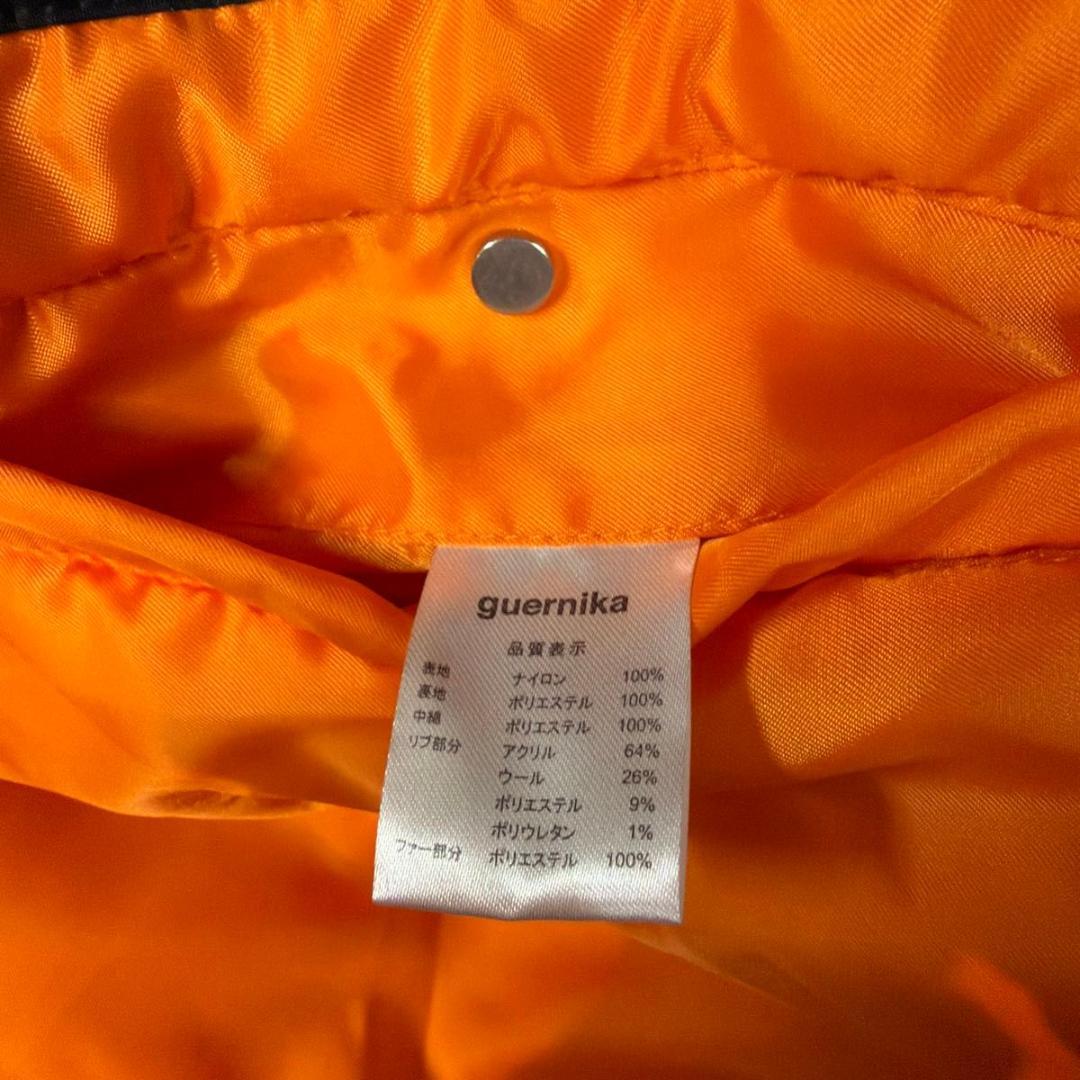 guernika
品質表示
表地 ナイロン 100%
裏地 ポリエステル 100%
中綿 ポリエステル 100%
リブ部分 アクリル 64%
ウール 26%
ポリエステル 9%
ポリウレタン 1%
ファー部分 ポリエステル 100%